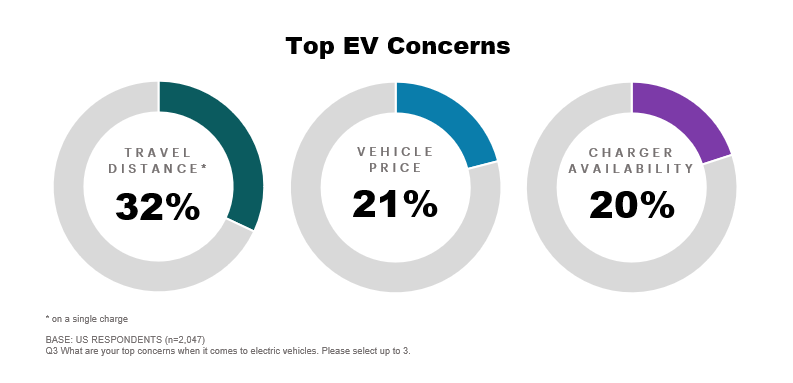 Top EV Concerns
TRAVEL
DISTANCE*
32%
VEHICLE
PRICE
21%
CHARGER
AVAILABILITY
20%
* on a single charge
BASE: US RESPONDENTS (n=2,047)
Q3 What are your top concerns when it comes to electric vehicles. Please select up to 3.